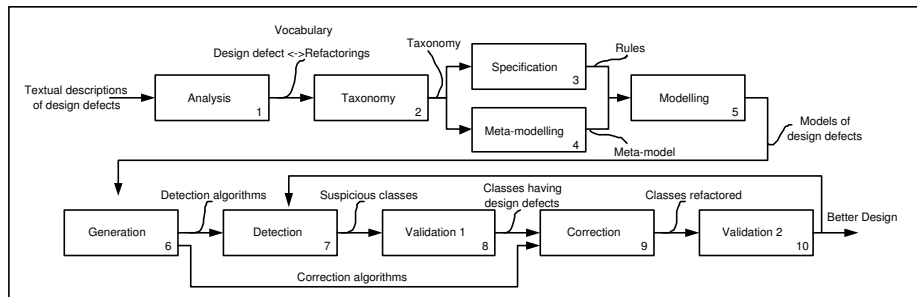 Vocabulary
Design defect <->Refactorings
Taxonomy
Textual descriptions
of design defects
Analysis
1
Taxonomy
2
Specification
3
Rules
Meta-modelling
4
Meta-model
Modelling
5
Models of
design defects
Detection algorithms
Suspicious classes
Classes having
design defects
Classes refactored
Generation
6
Detection
7
Validation 1
8
Correction
9
Validation 2
10
Better Design
Correction algorithms